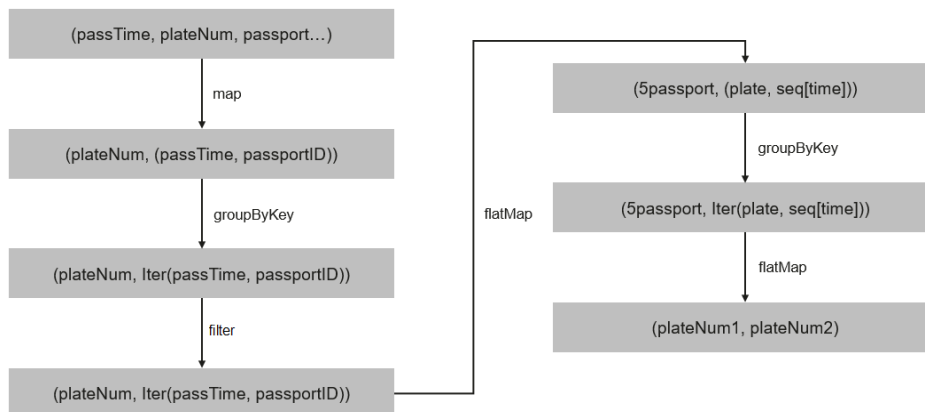 (passTime, plateNum, passport…)
map
(plateNum, (passTime, passportID))
groupByKey
(plateNum, Iter(passTime, passportID))
filter
(plateNum, Iter(passTime, passportID))
flatMap
(5passport, (plate, seq[time]))
groupByKey
(5passport, Iter(plate, seq[time]))
flatMap
(plateNum1, plateNum2)